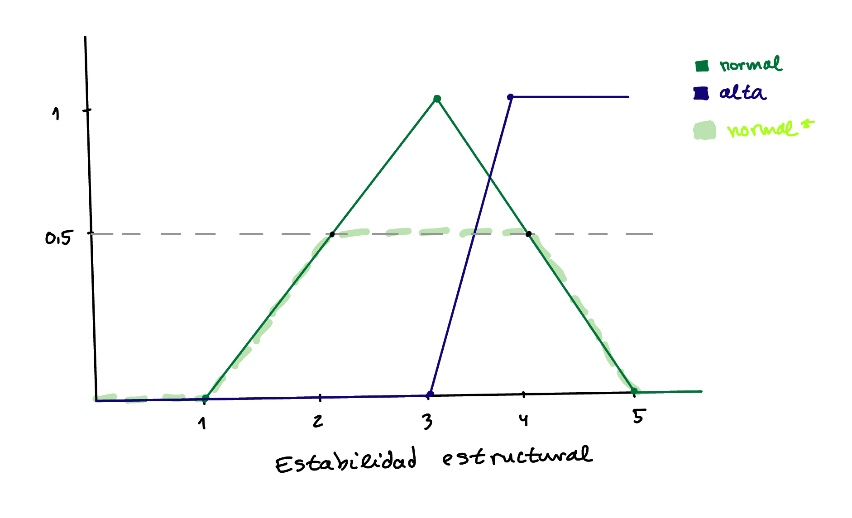 normal
alta
normal*
1
0,5
1 2 3 4 5
Estabilidad estructural